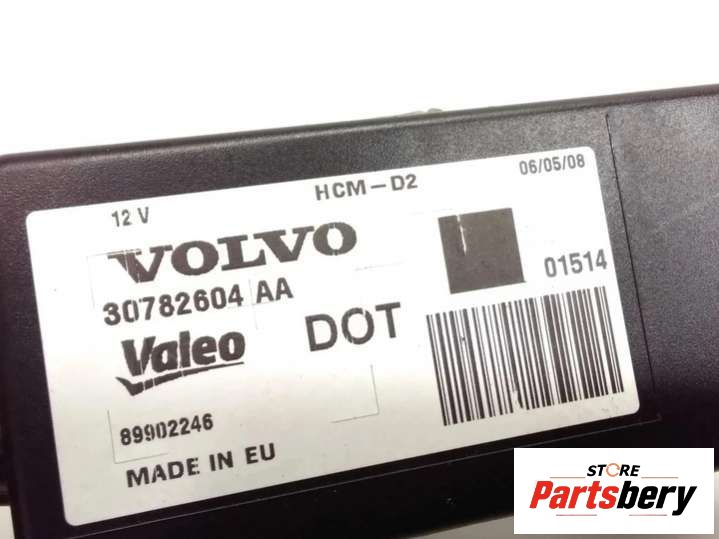 12 V
HCM-D2
06/05/08
VOLVO
30782604 AA
01514
Valeo
DOT
89902246
MADE IN EU
STORE
Partsbery